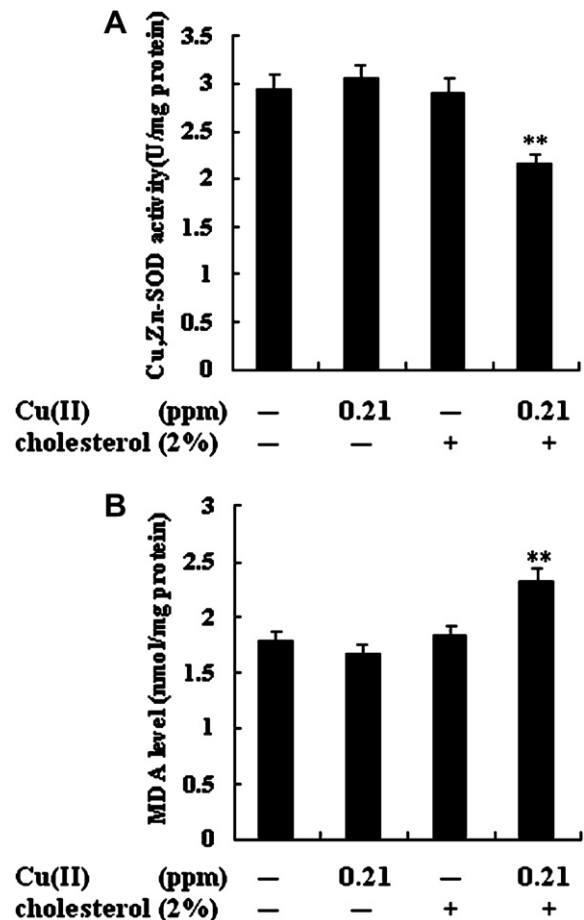 A
Cu,Zn-SOD activity(U/mg protein)
3.5
3
2.5
2
1.5
1
0.5
0
**
Cu(II) (ppm) — 0.21 — 0.21
cholesterol (2%) — — + +
B
MDA level (nmol/mg protein)
3
2.5
2
1.5
1
0.5
0
**
Cu(II) (ppm) — 0.21 — 0.21
cholesterol (2%) — — + +